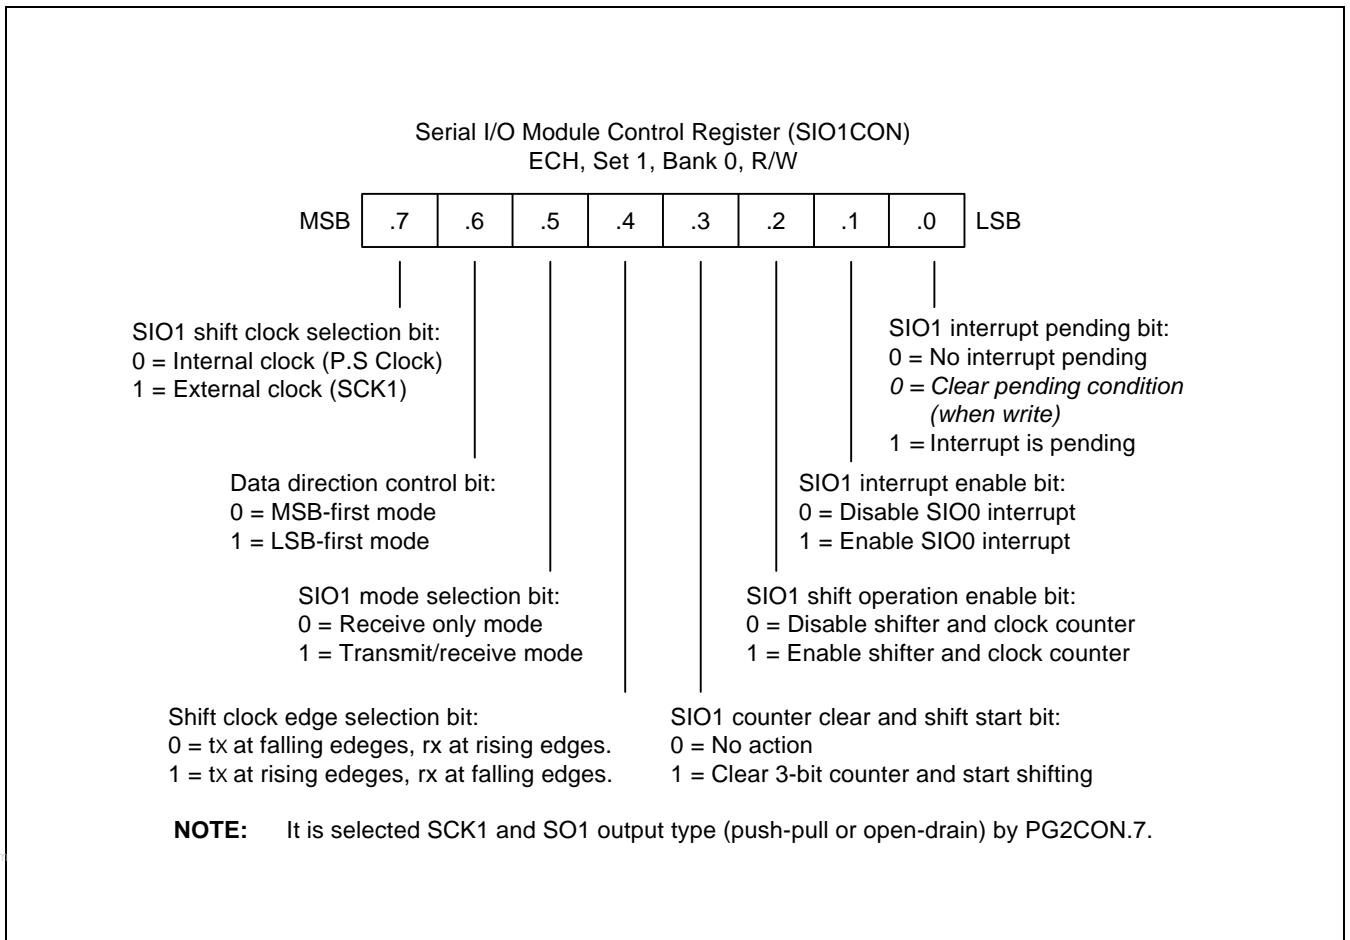 Serial I/O Module Control Register (SIO1CON)
ECH, Set 1, Bank 0, R/W
MSB .7 .6 .5 .4 .3 .2 .1 .0 LSB
SIO1 shift clock selection bit:
0 = Internal clock (P.S Clock)
1 = External clock (SCK1)
SIO1 interrupt pending bit:
0 = No interrupt pending
0 = Clear pending condition
(when write)
1 = Interrupt is pending
Data direction control bit:
0 = MSB-first mode
1 = LSB-first mode
SIO1 interrupt enable bit:
0 = Disable SIO0 interrupt
1 = Enable SIO0 interrupt
SIO1 mode selection bit:
0 = Receive only mode
1 = Transmit/receive mode
SIO1 shift operation enable bit:
0 = Disable shifter and clock counter
1 = Enable shifter and clock counter
Shift clock edge selection bit:
0 = tx at falling edeges, rx at rising edges.
1 = tx at rising edeges, rx at falling edges.
SIO1 counter clear and shift start bit:
0 = No action
1 = Clear 3-bit counter and start shifting
NOTE: It is selected SCK1 and SO1 output type (push-pull or open-drain) by PG2CON.7.